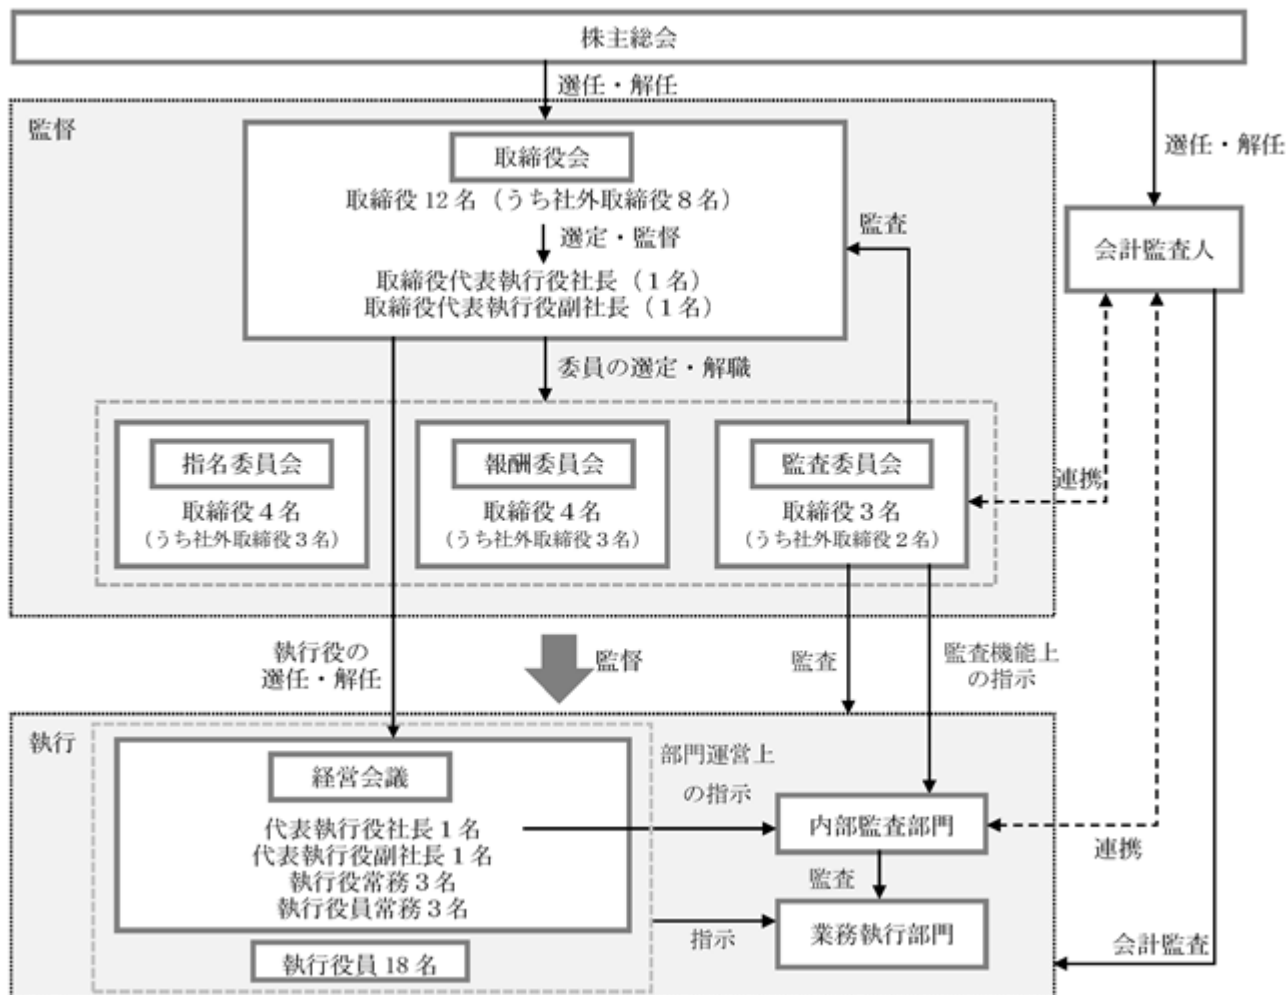 株主総会
選任・解任
監督
取締役会
選任・解任
取締役 12 名（うち社外取締役８名）
監査
選定・監督
会計監査人
取締役代表執行役社長（１名）
取締役代表執行役副社長（１名）
委員の選定・解職
指名委員会
報酬委員会
監査委員会
連携
取締役４名
（うち社外取締役３名）
取締役４名
（うち社外取締役３名）
取締役３名
（うち社外取締役２名）
執行役の
選任・解任
監督
監査
監査機能上
の指示
執行
部門運営上
の指示
経営会議
代表執行役社長１名
代表執行役副社長１名
執行役常務３名
執行役員常務３名
内部監査部門
連携
監査
指示
業務執行部門
会計監査
執行役員 18 名